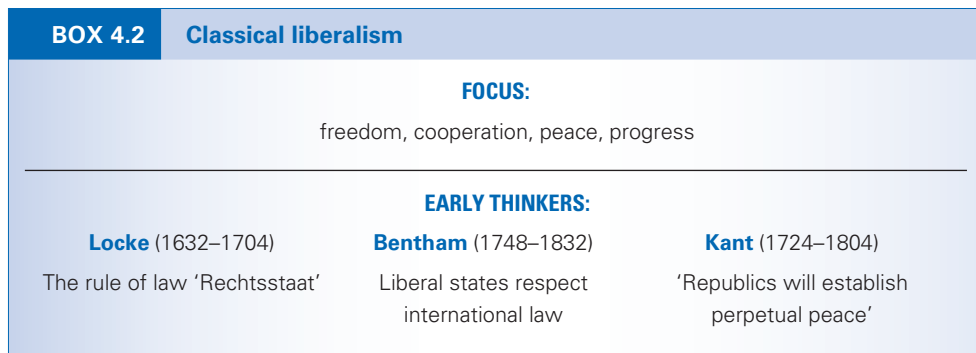 BOX 4.2 Classical liberalism
FOCUS:
freedom, cooperation, peace, progress
EARLY THINKERS:
Locke (1632–1704)
The rule of law ‘Rechtsstaat’
Bentham (1748–1832)
Liberal states respect
international law
Kant (1724–1804)
‘Republics will establish
perpetual peace’